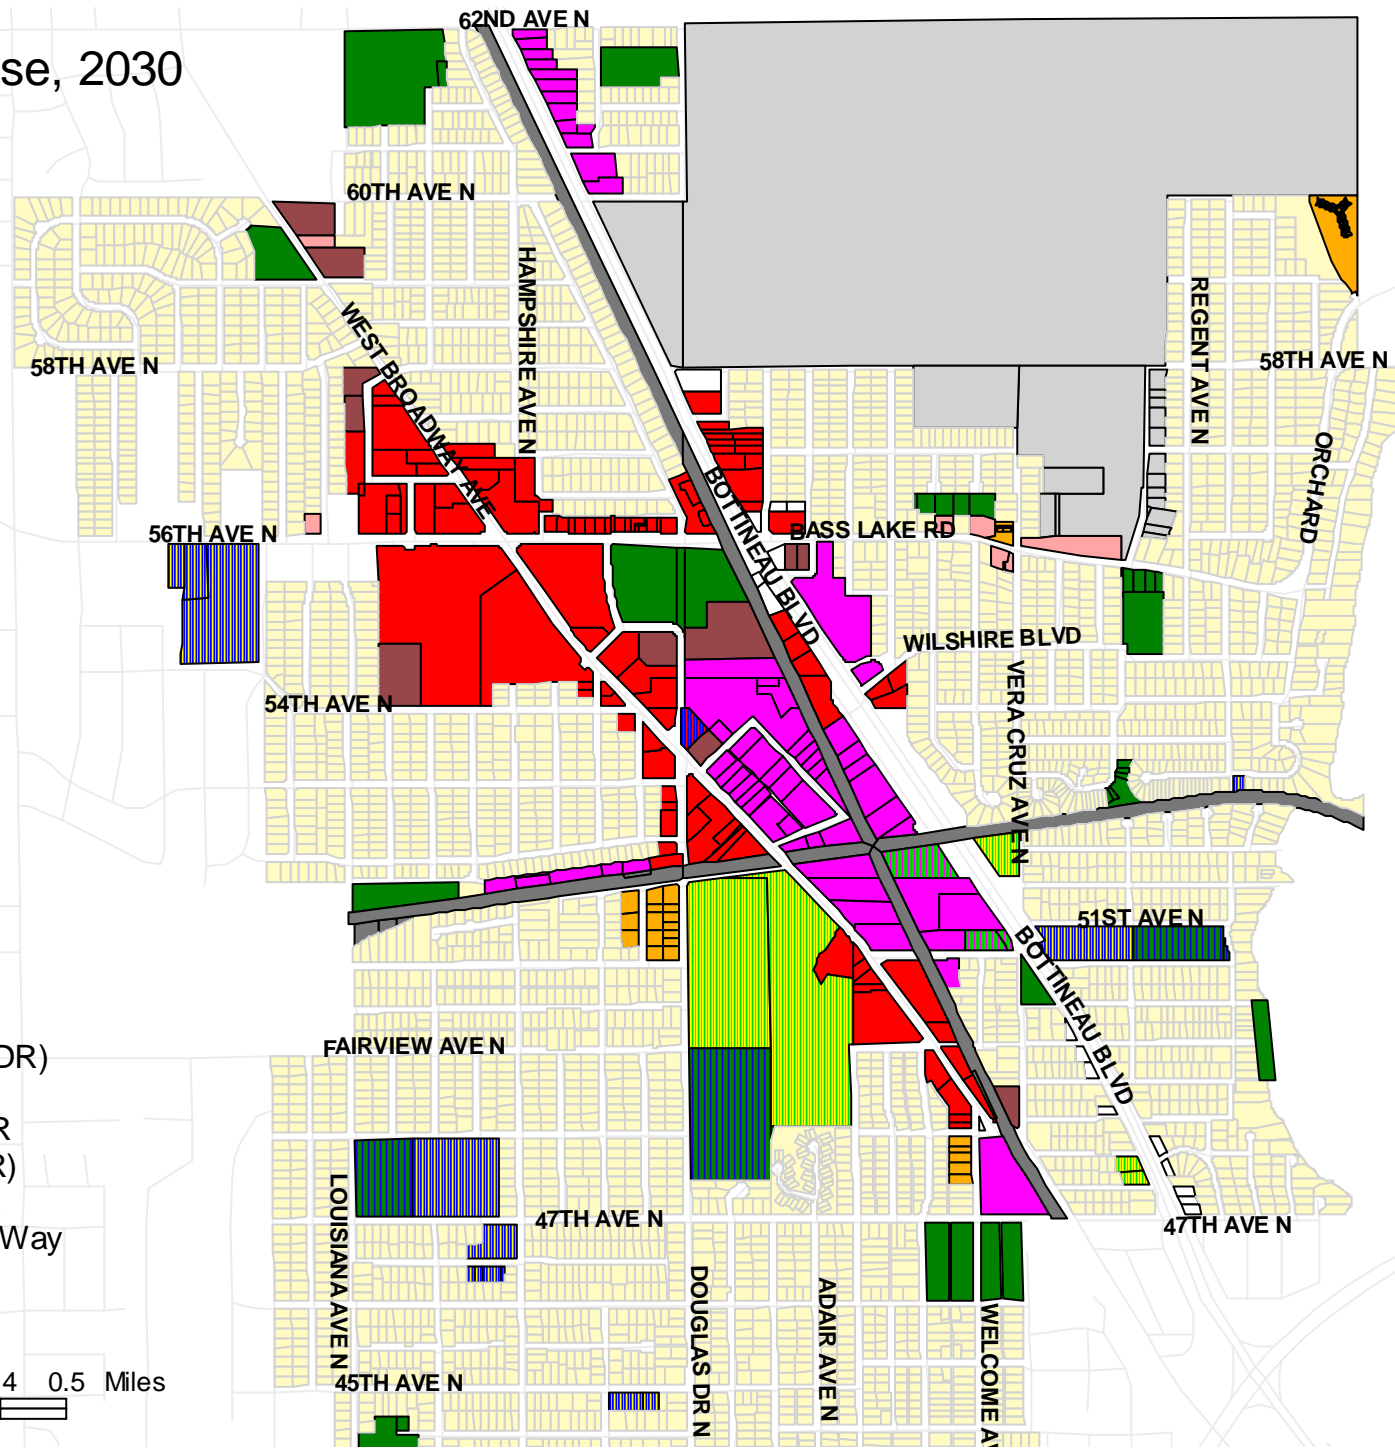 62ND AVE N
se, 2030
60TH AVE N
HAMPSHIRE AVE N
REGENT AVE N
WEST BROADWAY AVE
58TH AVE N
58TH AVE N
ORCHARD
BOTTINEAU BLVD
56TH AVE N
BASS LAKE RD
WILSHIRE BLVD
VERA CRUZ AVE N
54TH AVE N
51ST AVE N
BOTTINEAU BLVD
FAIRVIEW AVE N
DR)
R
R)
LOUISIANA AVE N
47TH AVE N
47TH AVE N
Way
DOUGLAS DR N
ADAIR AVE N
WELCOME AV
45TH AVE N
4 0.5 Miles